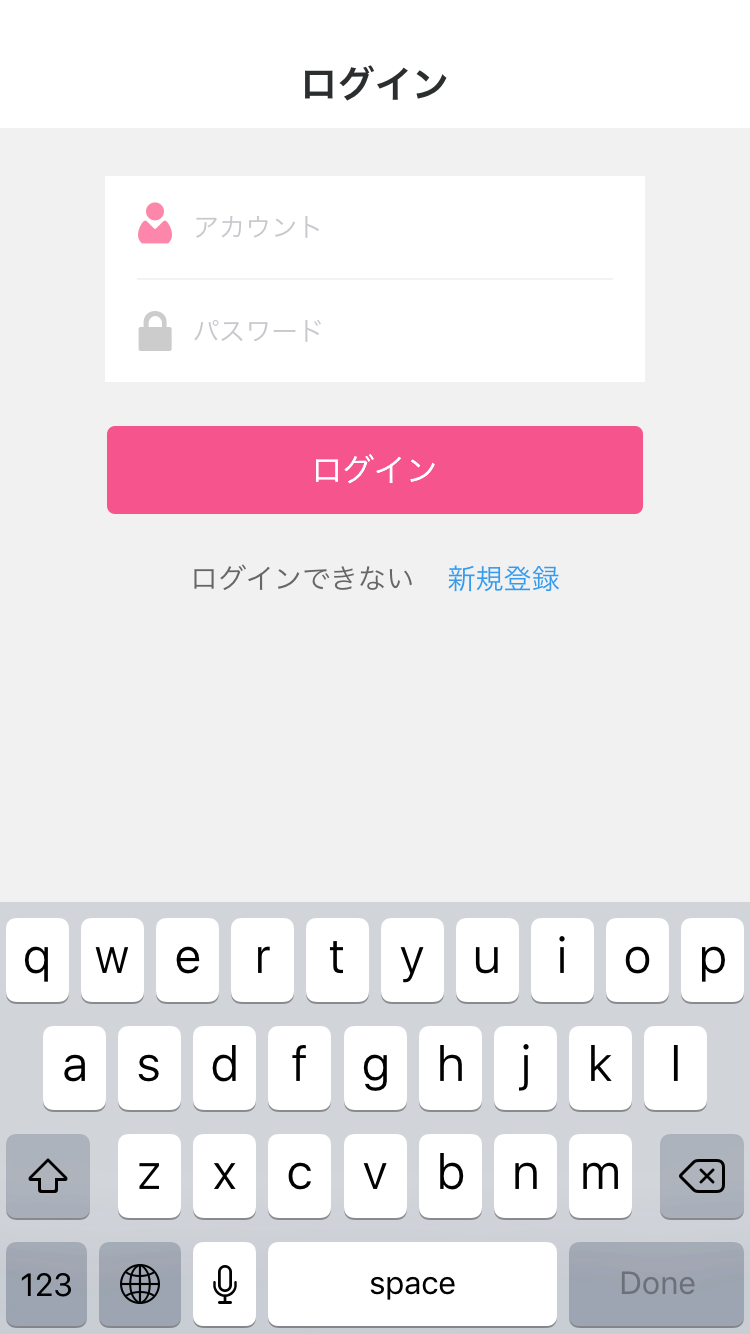 ログイン
アカウント
パスワード
ログイン
ログインできない 新規登録
q w e r t y u i o p
a s d f g h j k l
z x c v b n m
123 space Done